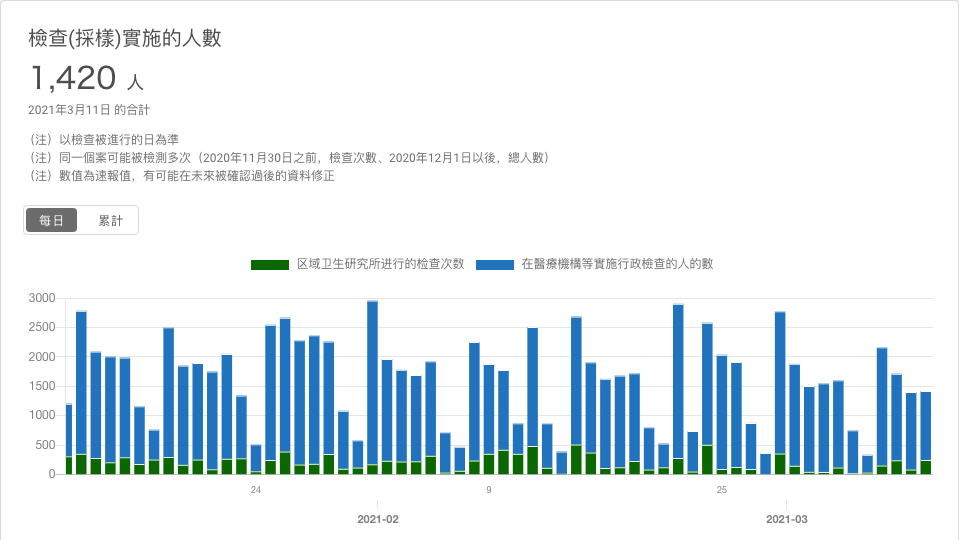 檢查(採樣)實施的人數
1,420 人
2021年3月11日 的合計
（注）以檢查被進行的日為準
（注）同一個案可能被檢測多次（2020年11月30日之前，檢查次數、2020年12月1日以後，總人數）
（注）數值為速報值，有可能在未來被確認過後的資料修正
每日 累計
区域卫生研究所进行的检查次数 在醫療機構等實施行政檢查的人的數
3000
2500
2000
1500
1000
500
0
24 9 25
2021-02 2021-03